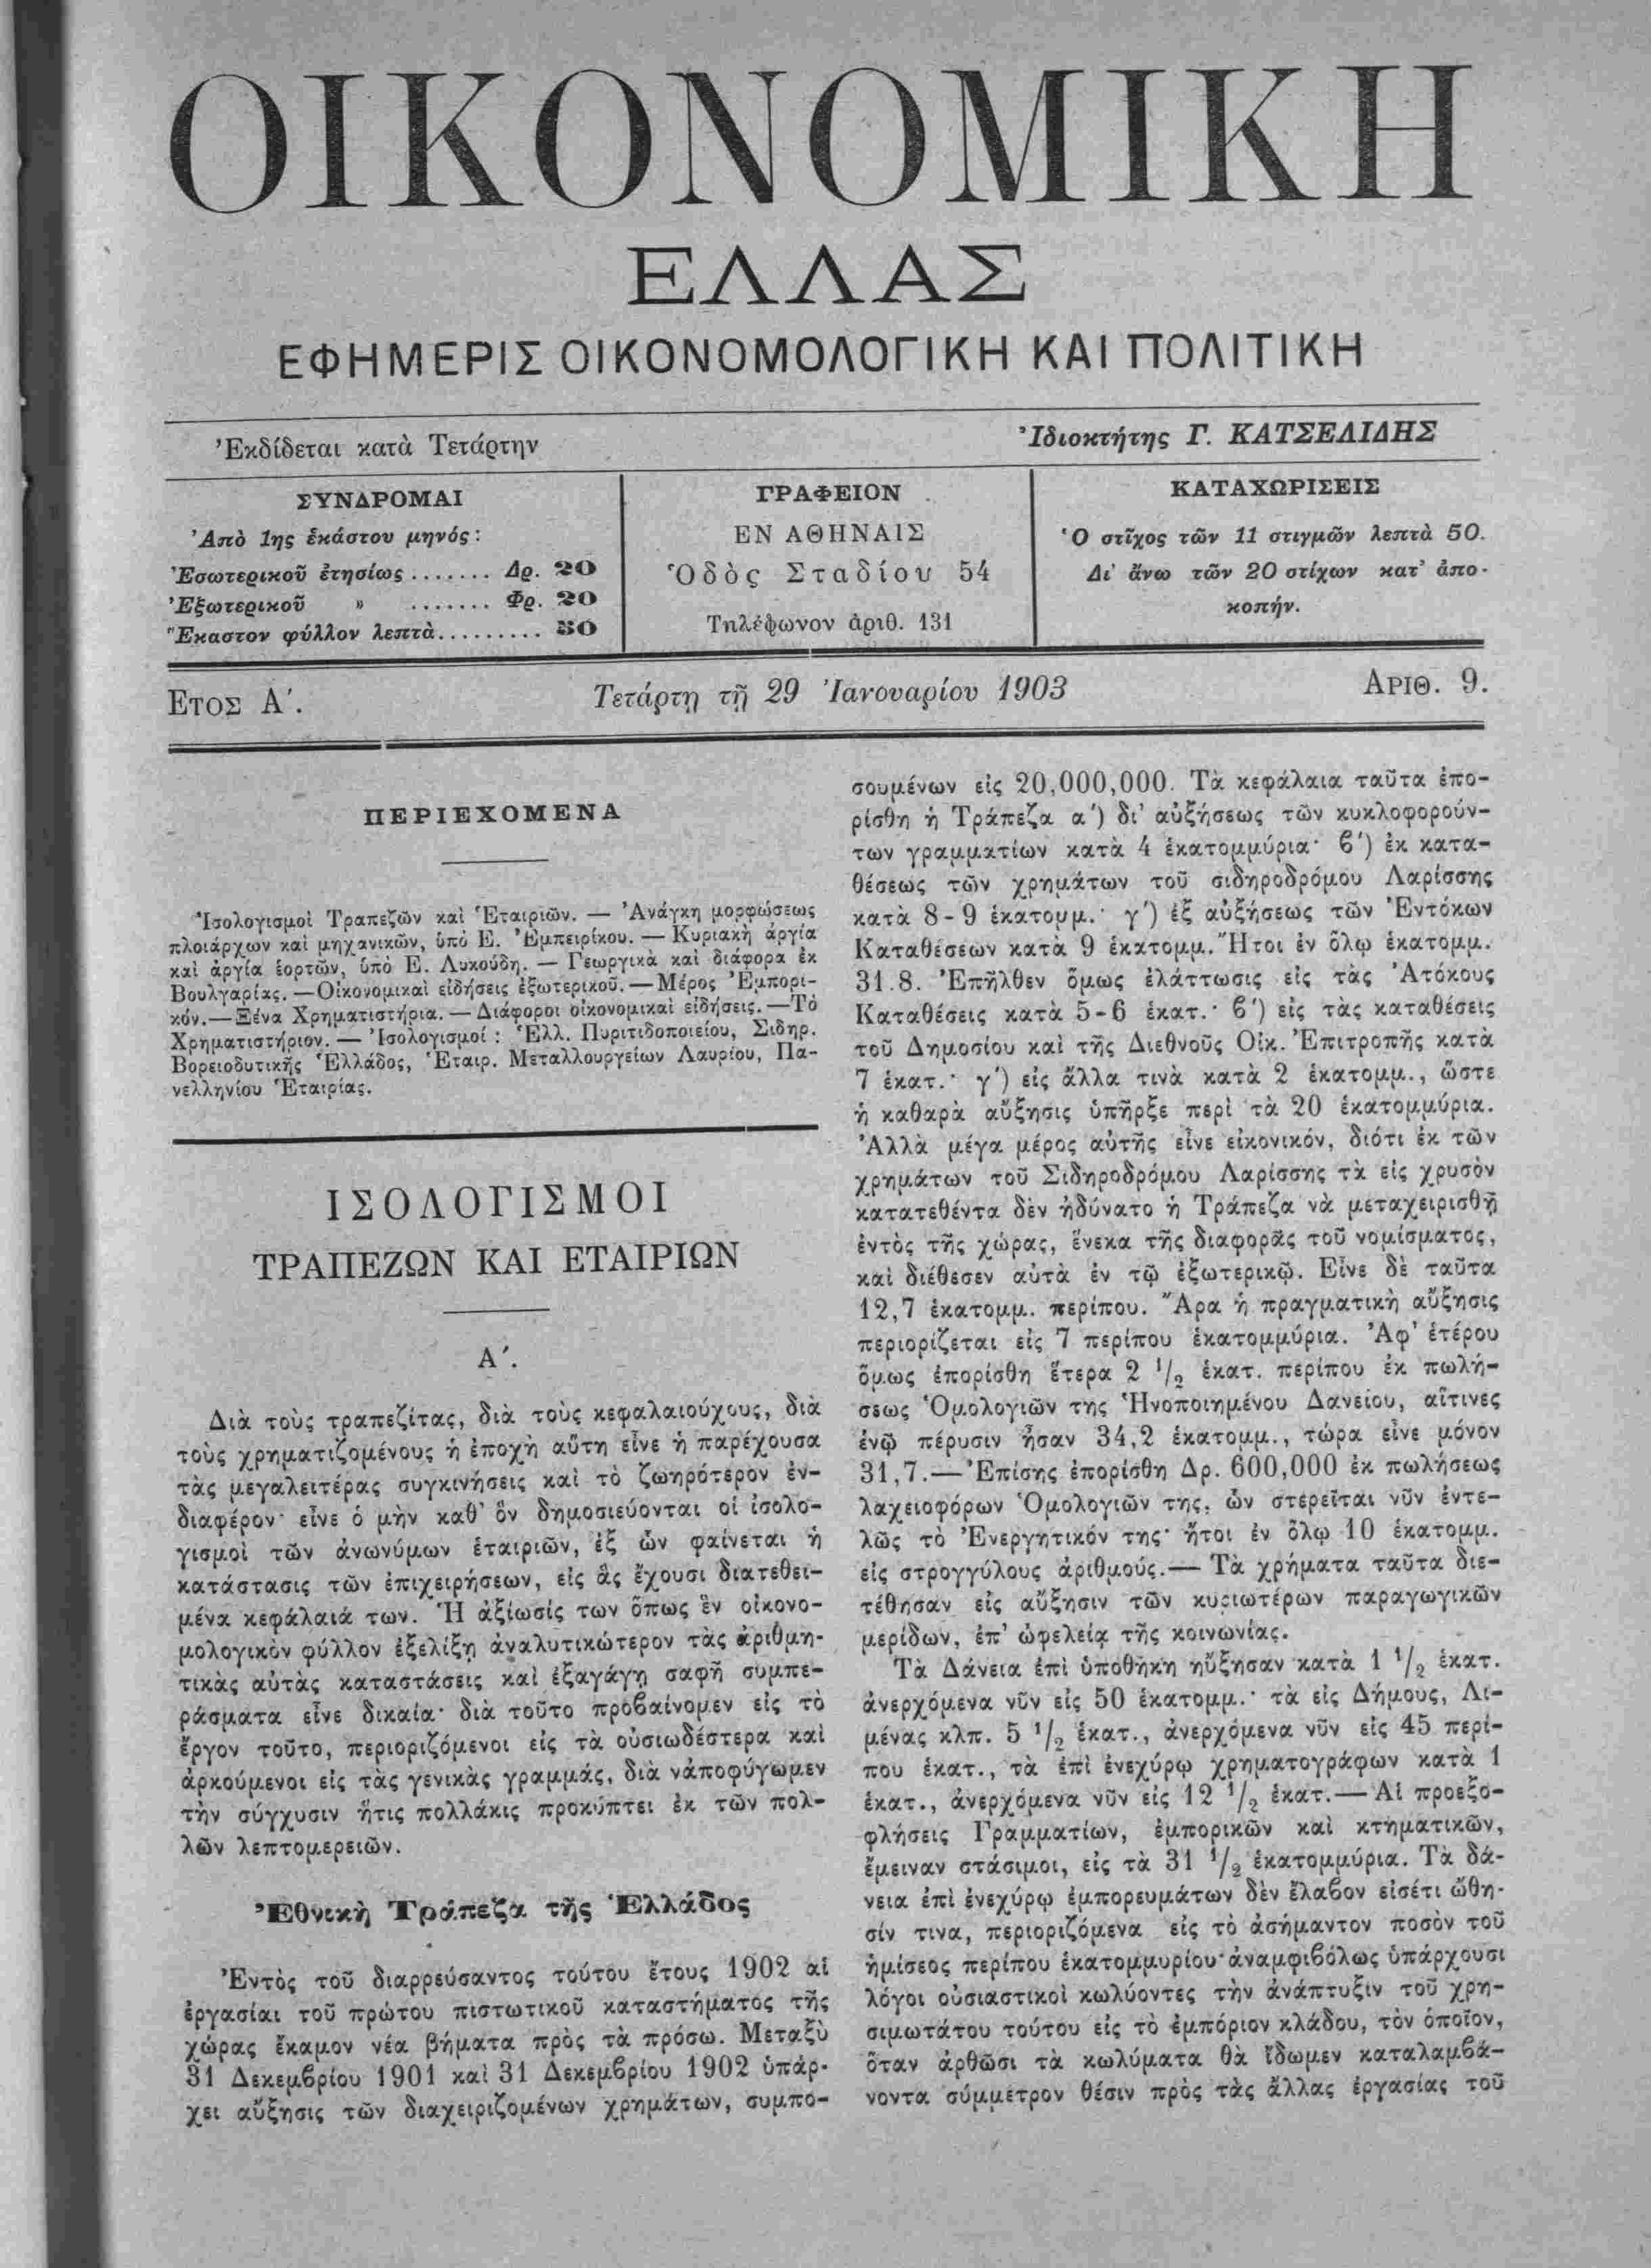 ΟΙΚΟΝΟΜΙΚΗ
ΕΛΛΑΣ
ΕΦΗΜΕΡΙΣ ΟΙΚΟΝΟΜΟΛΟΓΙΚΗ ΚΑΙ ΠΟΛΙΤΙΚΗ
Ἐκδίδεται κατὰ Τετάρτην
Ἰδιοκτήτης Γ. ΚΑΤΣΕΛΙΔΗΣ
ΣΥΝΔΡΟΜΑΙ
Ἀπὸ 1ης ἑκάστου μηνός:
Ἐσωτερικοῦ ἐτησίως ....... Δρ. 20
Ἐξωτερικοῦ » ....... Φρ. 20
Ἕκαστον φύλλον λεπτὰ......... 50
ΓΡΑΦΕΙΟΝ
ΕΝ ΑΘΗΝΑΙΣ
Ὁδὸς Σταδίου 54
Τηλέφωνον ἀριθ. 131
ΚΑΤΑΧΩΡΙΣΕΙΣ
Ὁ στῖχος τῶν 11 στιγμῶν λεπτὰ 50.
Δι' ἄνω τῶν 20 στίχων κατ' ἀπο-
κοπήν.
ΕΤΟΣ Α΄.
Τετάρτῃ τῇ 29 Ἰανουαρίου 1903
ΑΡΙΘ. 9.
ΠΕΡΙΕΧΟΜΕΝΑ
Ἰσολογισμοὶ Τραπεζῶν καὶ Ἑταιριῶν. — Ἀνάγκη μορφώσεως
πλοιάρχων καὶ μηχανικῶν, ὑπὸ Ε. Ἐμπειρίκου. — Κυριακὴ ἀργία
καὶ ἀργία ἑορτῶν, ὑπὸ Ε. Λυκούδη. — Γεωργικὰ καὶ διάφορα ἐκ
Βουλγαρίας. — Οἰκονομικαὶ εἰδήσεις ἐξωτερικοῦ. — Μέρος Ἐμπορι-
κόν. — Ξένα Χρηματιστήρια. — Διάφοροι οἰκονομικαὶ εἰδήσεις. — Τὸ
Χρηματιστήριον. — Ἰσολογισμοί : Ἑλλ. Πυριτιδοποιείου, Σιδηρ.
Βορειοδυτικῆς Ἑλλάδος, Ἑταιρ. Μεταλλουργείων Λαυρίου, Πα-
νελληνίου Ἑταιρίας.
ΙΣΟΛΟΓΙΣΜΟΙ
ΤΡΑΠΕΖΩΝ ΚΑΙ ΕΤΑΙΡΙΩΝ
Α΄.
Διὰ τοὺς τραπεζίτας, διὰ τοὺς κεφαλαιούχους, διὰ
τοὺς χρηματιζομένους ἡ ἐποχὴ αὕτη εἶνε ἡ παρέχουσα
τὰς μεγαλειτέρας συγκινήσεις καὶ τὸ ζωηρότερον ἐν-
διαφέρον· εἶνε ὁ μὴν καθ' ὃν δημοσιεύονται οἱ ἰσολο-
γισμοὶ τῶν ἀνωνύμων ἑταιριῶν, ἐξ ὧν φαίνεται ἡ
κατάστασις τῶν ἐπιχειρήσεων, εἰς ἃς ἔχουσι διατεθει-
μένα κεφάλαιά των. Ἡ ἀξίωσίς των ὅπως ἓν οἰκονο-
μολογικὸν φύλλον ἐξελίξῃ ἀναλυτικώτερον τὰς ἀριθμη-
τικὰς αὐτὰς καταστάσεις καὶ ἐξαγάγῃ σαφῆ συμπε-
ράσματα εἶνε δικαία· διὰ τοῦτο προβαίνομεν εἰς τὸ
ἔργον τοῦτο, περιοριζόμενοι εἰς τὰ οὐσιωδέστερα καὶ
ἀρκούμενοι εἰς τὰς γενικὰς γραμμάς, διὰ νἀποφύγωμεν
τὴν σύγχυσιν ἥτις πολλάκις προκύπτει ἐκ τῶν πολ-
λῶν λεπτομερειῶν.
Ἐθνικὴ Τράπεζα τῆς Ἑλλάδος
Ἐντὸς τοῦ διαρρεύσαντος τούτου ἔτους 1902 αἱ
ἐργασίαι τοῦ πρώτου πιστωτικοῦ καταστήματος τῆς
χώρας ἔκαμον νέα βήματα πρὸς τὰ πρόσω. Μεταξὺ
31 Δεκεμβρίου 1901 καὶ 31 Δεκεμβρίου 1902 ὑπάρ-
χει αὔξησις τῶν διαχειριζομένων χρημάτων, συμπο-
σουμένων εἰς 20,000,000. Τὰ κεφάλαια ταῦτα ἐπο-
ρίσθη ἡ Τράπεζα α΄) δι' αὐξήσεως τῶν κυκλοφορούν-
των γραμματίων κατὰ 4 ἑκατομμύρια· β΄) ἐκ κατα-
θέσεως τῶν χρημάτων τοῦ σιδηροδρόμου Λαρίσσης
κατὰ 8-9 ἑκατομμ.· γ΄) ἐξ αὐξήσεως τῶν Ἐντόκων
Καταθέσεων κατὰ 9 ἑκατομμ. Ἤτοι ἐν ὅλῳ ἑκατομμ.
31.8. Ἐπῆλθεν ὅμως ἐλάττωσις εἰς τὰς Ἀτόκους
Καταθέσεις κατὰ 5-6 ἑκατ.· β΄) εἰς τὰς καταθέσεις
τοῦ Δημοσίου καὶ τῆς Διεθνοῦς Οἰκ. Ἐπιτροπῆς κατὰ
7 ἑκατ.· γ΄) εἰς ἄλλα τινὰ κατὰ 2 ἑκατομμ., ὥστε
ἡ καθαρὰ αὔξησις ὑπῆρξε περὶ τὰ 20 ἑκατομμύρια.
Ἀλλὰ μέγα μέρος αὐτῆς εἶνε εἰκονικόν, διότι ἐκ τῶν
χρημάτων τοῦ Σιδηροδρόμου Λαρίσσης τὰ εἰς χρυσὸν
κατατεθέντα δὲν ἠδύνατο ἡ Τράπεζα νὰ μεταχειρισθῇ
ἐντὸς τῆς χώρας, ἕνεκα τῆς διαφορᾶς τοῦ νομίσματος,
καὶ διέθεσεν αὐτὰ ἐν τῷ ἐξωτερικῷ. Εἶνε δὲ ταῦτα
12,7 ἑκατομμ. περίπου. Ἄρα ἡ πραγματικὴ αὔξησις
περιορίζεται εἰς 7 περίπου ἑκατομμύρια. Ἀφ' ἑτέρου
ὅμως ἐπορίσθη ἕτερα 2 1/2 ἑκατ. περίπου ἐκ πωλή-
σεως Ὁμολογιῶν της Ἡνοποιημένου Δανείου, αἵτινες
ἐνῷ πέρυσιν ἦσαν 34,2 ἑκατομμ., τώρα εἶνε μόνον
31,7.— Ἐπίσης ἐπορίσθη Δρ. 600,000 ἐκ πωλήσεως
λαχειοφόρων Ὁμολογιῶν της, ὧν στερεῖται νῦν ἐντε-
λῶς τὸ Ἐνεργητικόν της· ἤτοι ἐν ὅλῳ 10 ἑκατομμ.
εἰς στρογγύλους ἀριθμούς.— Τὰ χρήματα ταῦτα διε-
τέθησαν εἰς αὔξησιν τῶν κυριωτέρων παραγωγικῶν
μερίδων, ἐπ' ὠφελείᾳ τῆς κοινωνίας.
Τὰ Δάνεια ἐπὶ ὑποθήκῃ ηὔξησαν κατὰ 1 1/2 ἑκατ.
ἀνερχόμενα νῦν εἰς 50 ἑκατομμ.· τὰ εἰς Δήμους, Λι-
μένας κλπ. 5 1/2 ἑκατ., ἀνερχόμενα νῦν εἰς 45 περί-
που ἑκατ., τὰ ἐπὶ ἐνεχύρῳ χρηματογράφων κατὰ 1
ἑκατ., ἀνερχόμενα νῦν εἰς 12 1/2 ἑκατ.— Αἱ προεξο-
φλήσεις Γραμματίων, ἐμπορικῶν καὶ κτηματικῶν,
ἔμειναν στάσιμοι, εἰς τὰ 31 1/2 ἑκατομμύρια. Τὰ δά-
νεια ἐπὶ ἐνεχύρῳ ἐμπορευμάτων δὲν ἔλαβον εἰσέτι ὤθη-
σίν τινα, περιοριζόμενα εἰς τὸ ἀσήμαντον ποσὸν τοῦ
ἡμίσεος περίπου ἑκατομμυρίου· ἀναμφιβόλως ὑπάρχουσι
λόγοι οὐσιαστικοὶ κωλύοντες τὴν ἀνάπτυξιν τοῦ χρη-
σιμωτάτου τούτου εἰς τὸ ἐμπόριον κλάδου, τὸν ὁποῖον,
ὅταν ἀρθῶσι τὰ κωλύματα θὰ ἴδωμεν καταλαμβά-
νοντα σύμμετρον θέσιν πρὸς τὰς ἄλλας ἐργασίας τοῦ